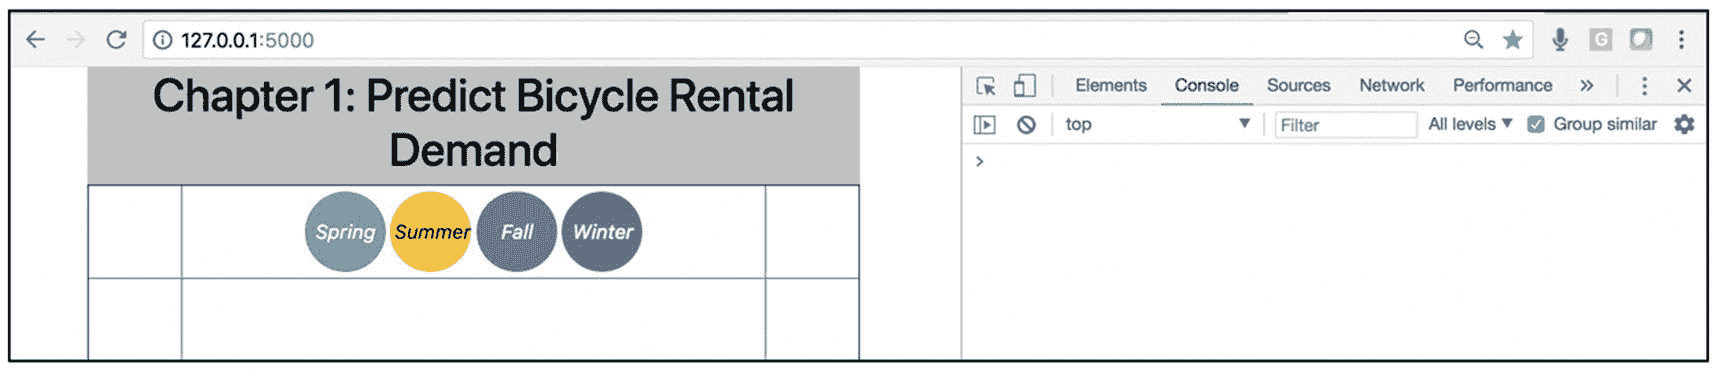 127.0.0.1:5000
G
Chapter 1: Predict Bicycle Rental
Demand
Spring Summer Fall Winter
Elements Console Sources Network Performance »
top Filter All levels Group similar
>